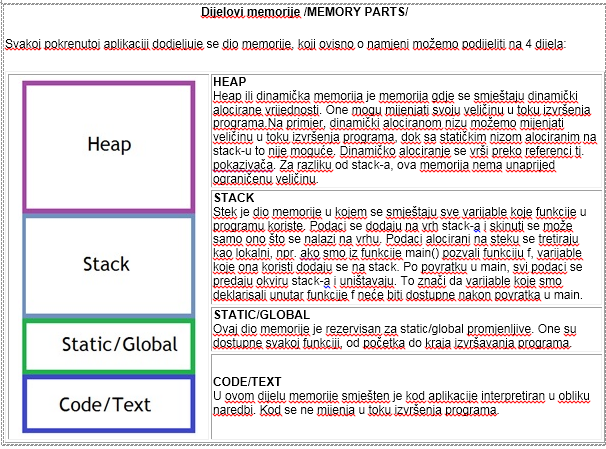 Dijelovi memorije /MEMORY PARTS/
Svakoj pokrenutoj aplikaciji dodjeljuje se dio memorije, koji ovisno o namjeni možemo podijeliti na 4 dijela:
Heap
Stack
Static/Global
Code/Text
HEAP
Heap ili dinamička memorija je memorija gdje se smještaju dinamički
alocirane vrijednosti. One mogu mijenjati svoju veličinu u toku izvršenja
programa.Na primjer, dinamički alociranom nizu možemo mijenjati
veličinu u toku izvršenja programa, dok sa statičkim nizom alociranim na
stack-u to nije moguće. Dinamičko alociranje se vrši preko referenci tj.
pokazivača. Za razliku od stack-a, ova memorija nema unaprijed
ograničenu veličinu.
STACK
Stek je dio memorije u kojem se smještaju sve varijable koje funkcije u
programu koriste. Podaci se dodaju na vrh stack-a i skinuti se može
samo ono što se nalazi na vrhu. Podaci alocirani na steku se tretiraju
kao lokalni, npr. ako smo iz funkcije main() pozvali funkciju f, varijable
koje ona koristi dodaju se na stack. Po povratku u main, svi podaci se
predaju okviru stack-a i uništavaju. To znači da varijable koje smo
deklarisali unutar funkcije f neće biti dostupne nakon povratka u main.
STATIC/GLOBAL
Ovaj dio memorije je rezervisan za static/global promjenljive. One su
dostupne svakoj funkciji, od početka do kraja izvršavanja programa.
CODE/TEXT
U ovom dijelu memorije smješten je kod aplikacije interpretiran u obliku
naredbi. Kod se ne mijenja u toku izvršenja programa.